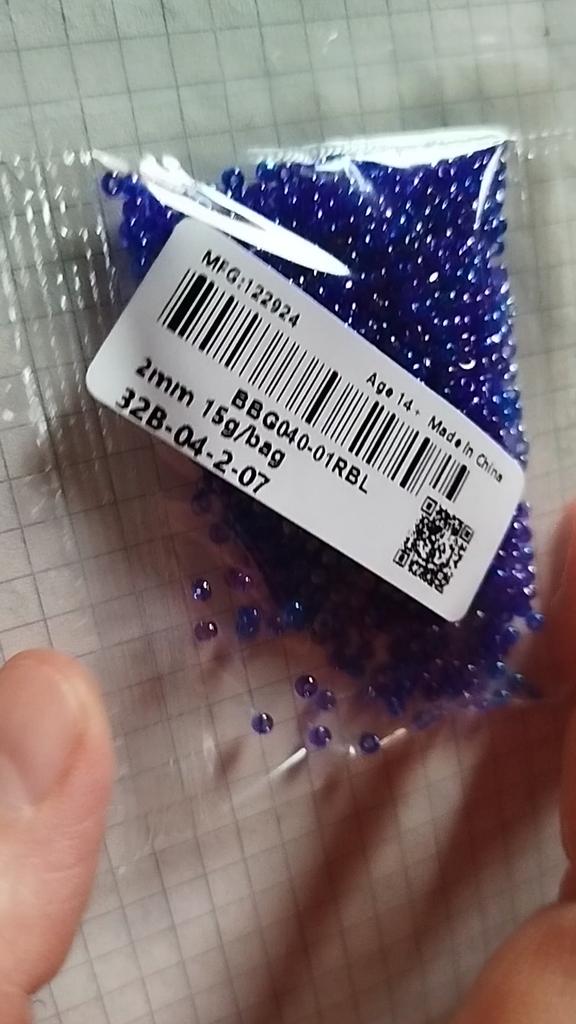 MFG:122924
Age 14+ Made in China
BBG040-01RBL
2mm 15g/bag
32B-04-2-07